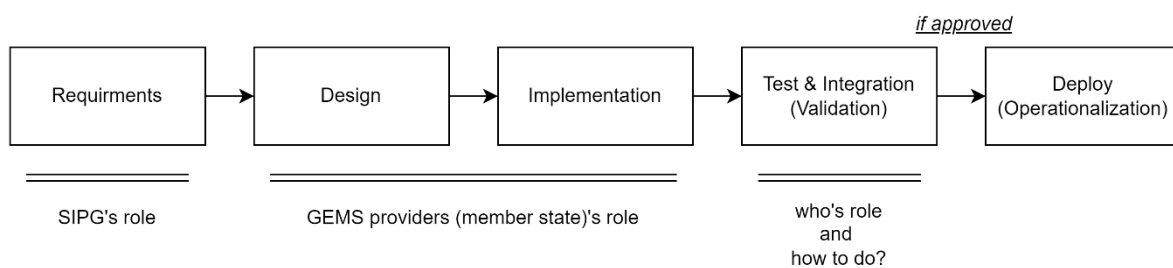 if approved
Requirments
Design
Implementation
Test & Integration
(Validation)
Deploy
(Operationalization)
SIPG's role
GEMS providers (member state)'s role
who's role
and
how to do?